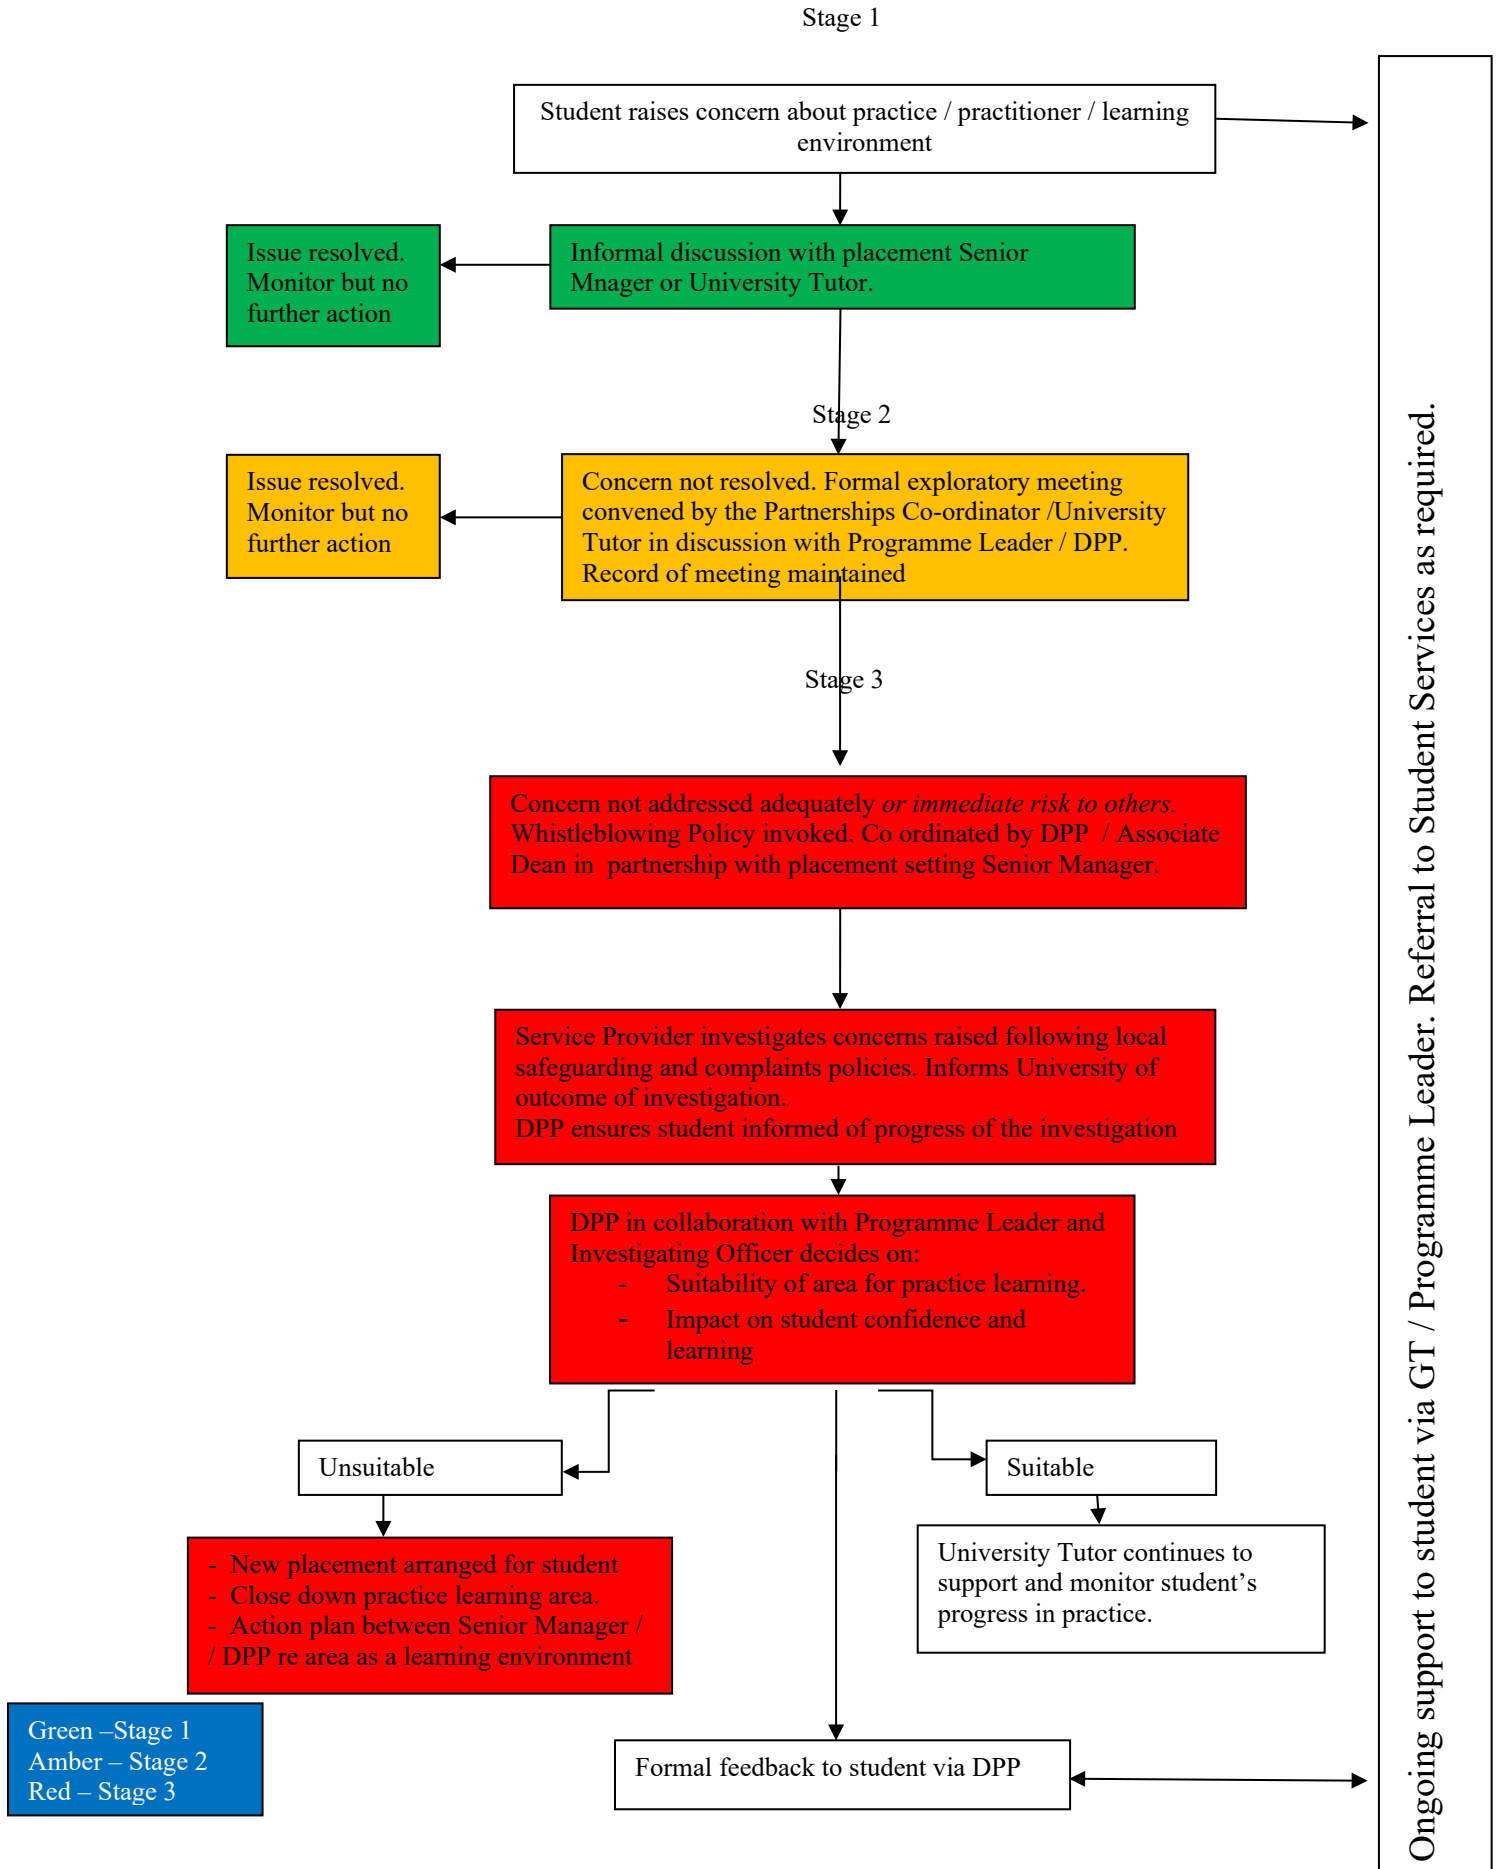 Stage 1
Student raises concern about practice / practitioner / learning
environment
Issue resolved.
Monitor but no
further action
Informal discussion with placement Senior
Mnager or University Tutor.
Stage 2
Issue resolved.
Monitor but no
further action
Concern not resolved. Formal exploratory meeting
convened by the Partnerships Co-ordinator /University
Tutor in discussion with Programme Leader / DPP.
Record of meeting maintained
Stage 3
Concern not addressed adequately or immediate risk to others.
Whistleblowing Policy invoked. Co ordinated by DPP / Associate
Dean in partnership with placement setting Senior Manager.
Service Provider investigates concerns raised following local
safeguarding and complaints policies. Informs University of
outcome of investigation.
DPP ensures student informed of progress of the investigation
DPP in collaboration with Programme Leader and
Investigating Officer decides on:
- Suitability of area for practice learning.
- Impact on student confidence and
learning
Unsuitable
Suitable
- New placement arranged for student
- Close down practice learning area.
- Action plan between Senior Manager /
/ DPP re area as a learning environment
University Tutor continues to
support and monitor student’s
progress in practice.
Green –Stage 1
Amber – Stage 2
Red – Stage 3
Formal feedback to student via DPP
Ongoing support to student via GT / Programme Leader. Referral to Student Services as required.